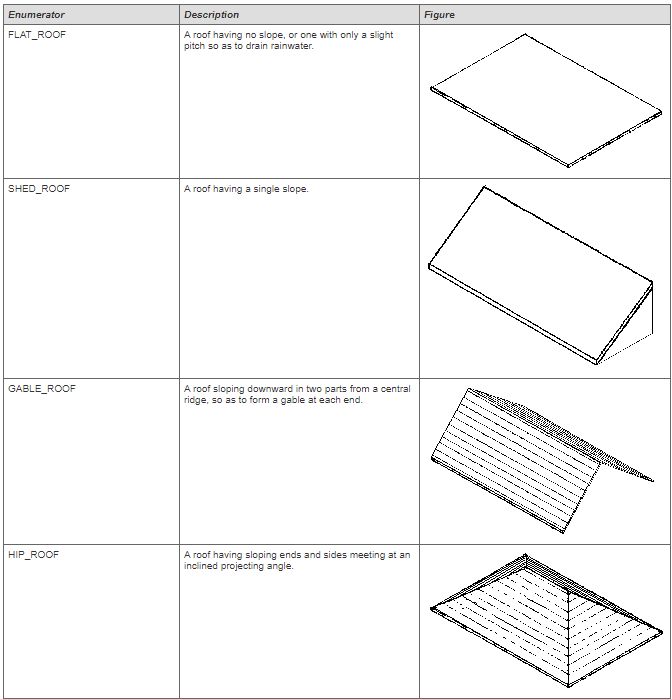 Enumerator Description Figure
FLAT_ROOF
A roof having no slope, or one with only a slight
pitch so as to drain rainwater.
SHED_ROOF
A roof having a single slope.
GABLE_ROOF
A roof sloping downward in two parts from a central
ridge, so as to form a gable at each end.
HIP_ROOF
A roof having sloping ends and sides meeting at an
inclined projecting angle.